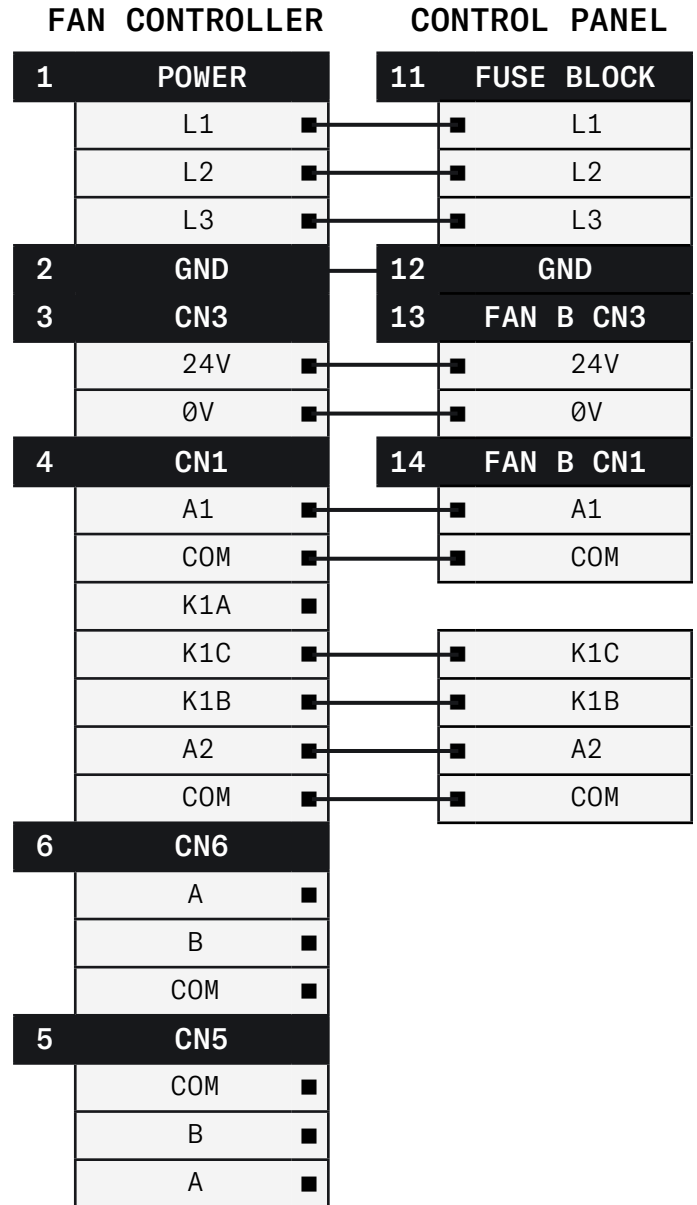 FAN CONTROLLER CONTROL PANEL
1 POWER 11 FUSE BLOCK
L1 L1
L2 L2
L3 L3
2 GND 12 GND
3 CN3 13 FAN B CN3
24V 24V
0V 0V
4 CN1 14 FAN B CN1
A1 A1
COM COM
K1A
K1C K1C
K1B K1B
A2 A2
COM COM
6 CN6
A
B
COM
5 CN5
COM
B
A